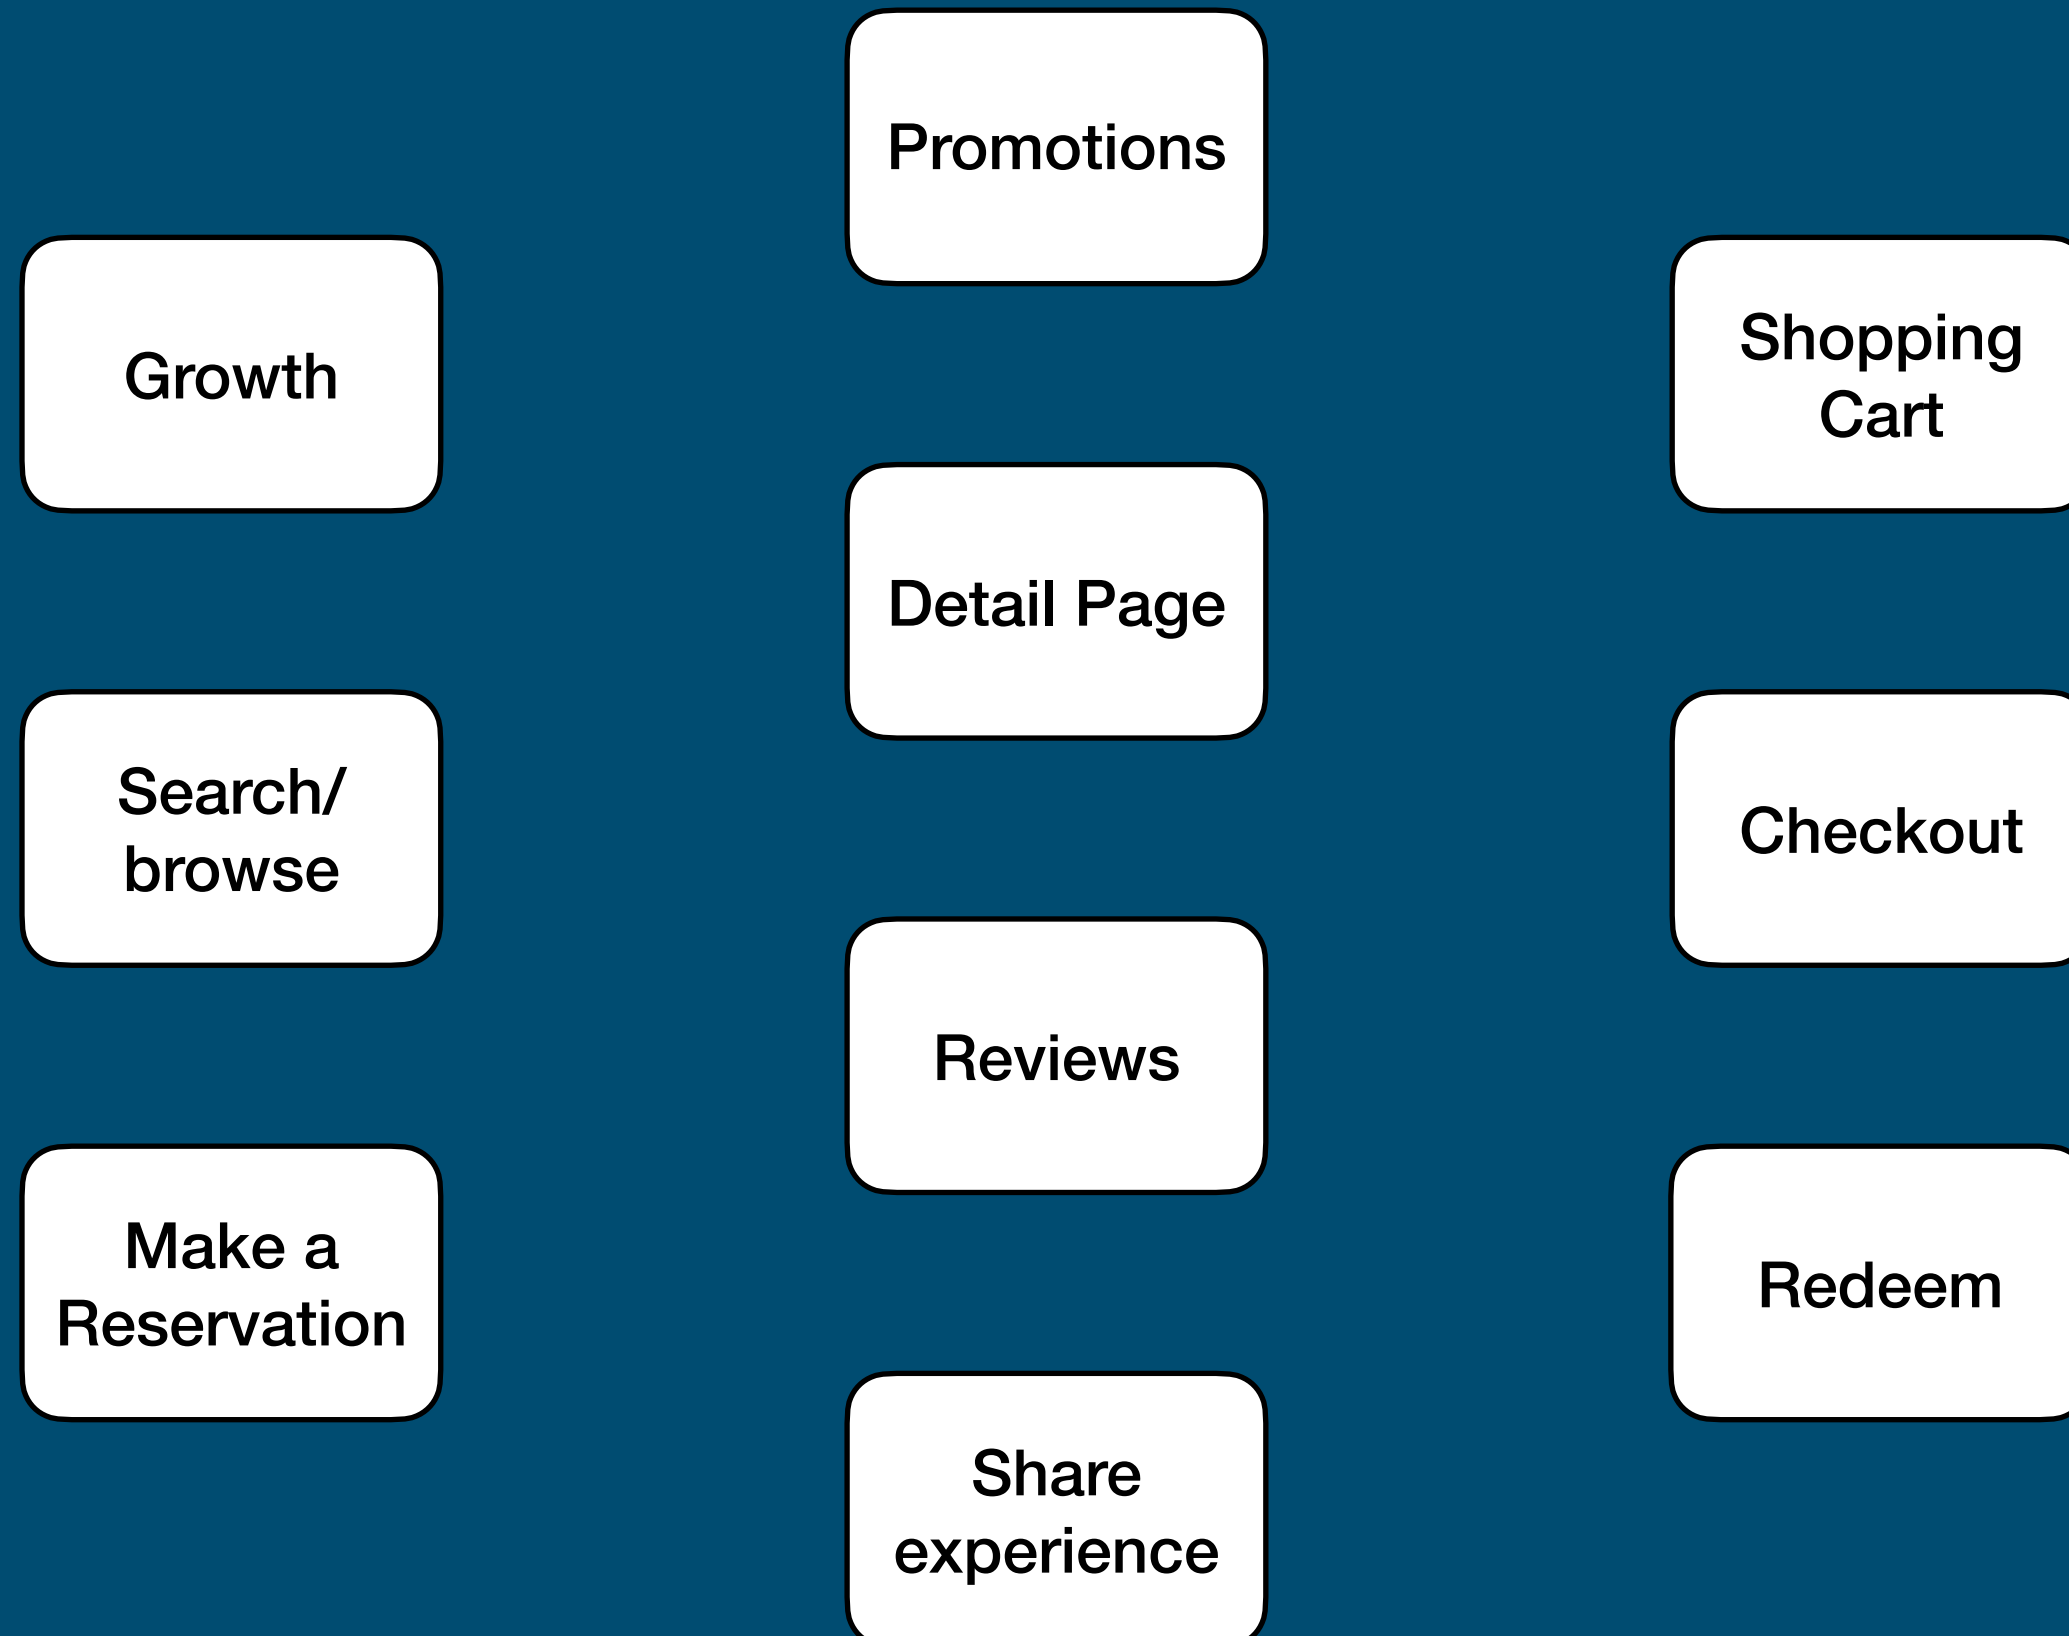 Promotions
Growth
Shopping
Cart
Detail Page
Search/
browse
Checkout
Reviews
Make a
Reservation
Redeem
Share
experience